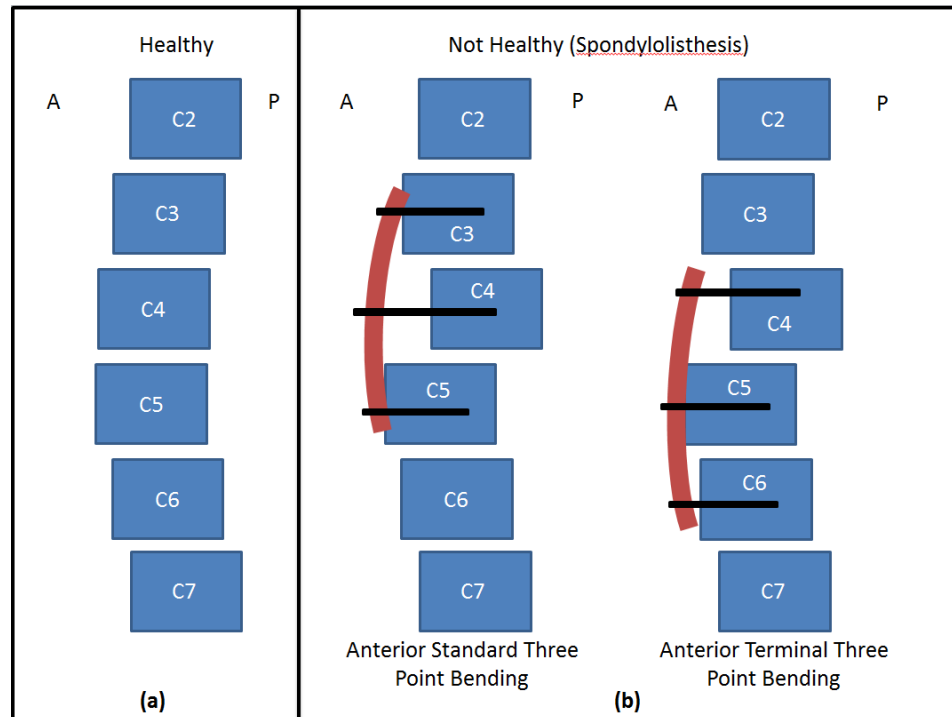 Healthy
A
P
C2
C3
C4
C5
C6
C7
(a)
Not Healthy (Spondylolisthesis)
A
P
C2
C3
C4
C5
C6
C7
Anterior Standard Three
Point Bending
A
P
C2
C3
C4
C5
C6
C7
Anterior Terminal Three
Point Bending
(b)